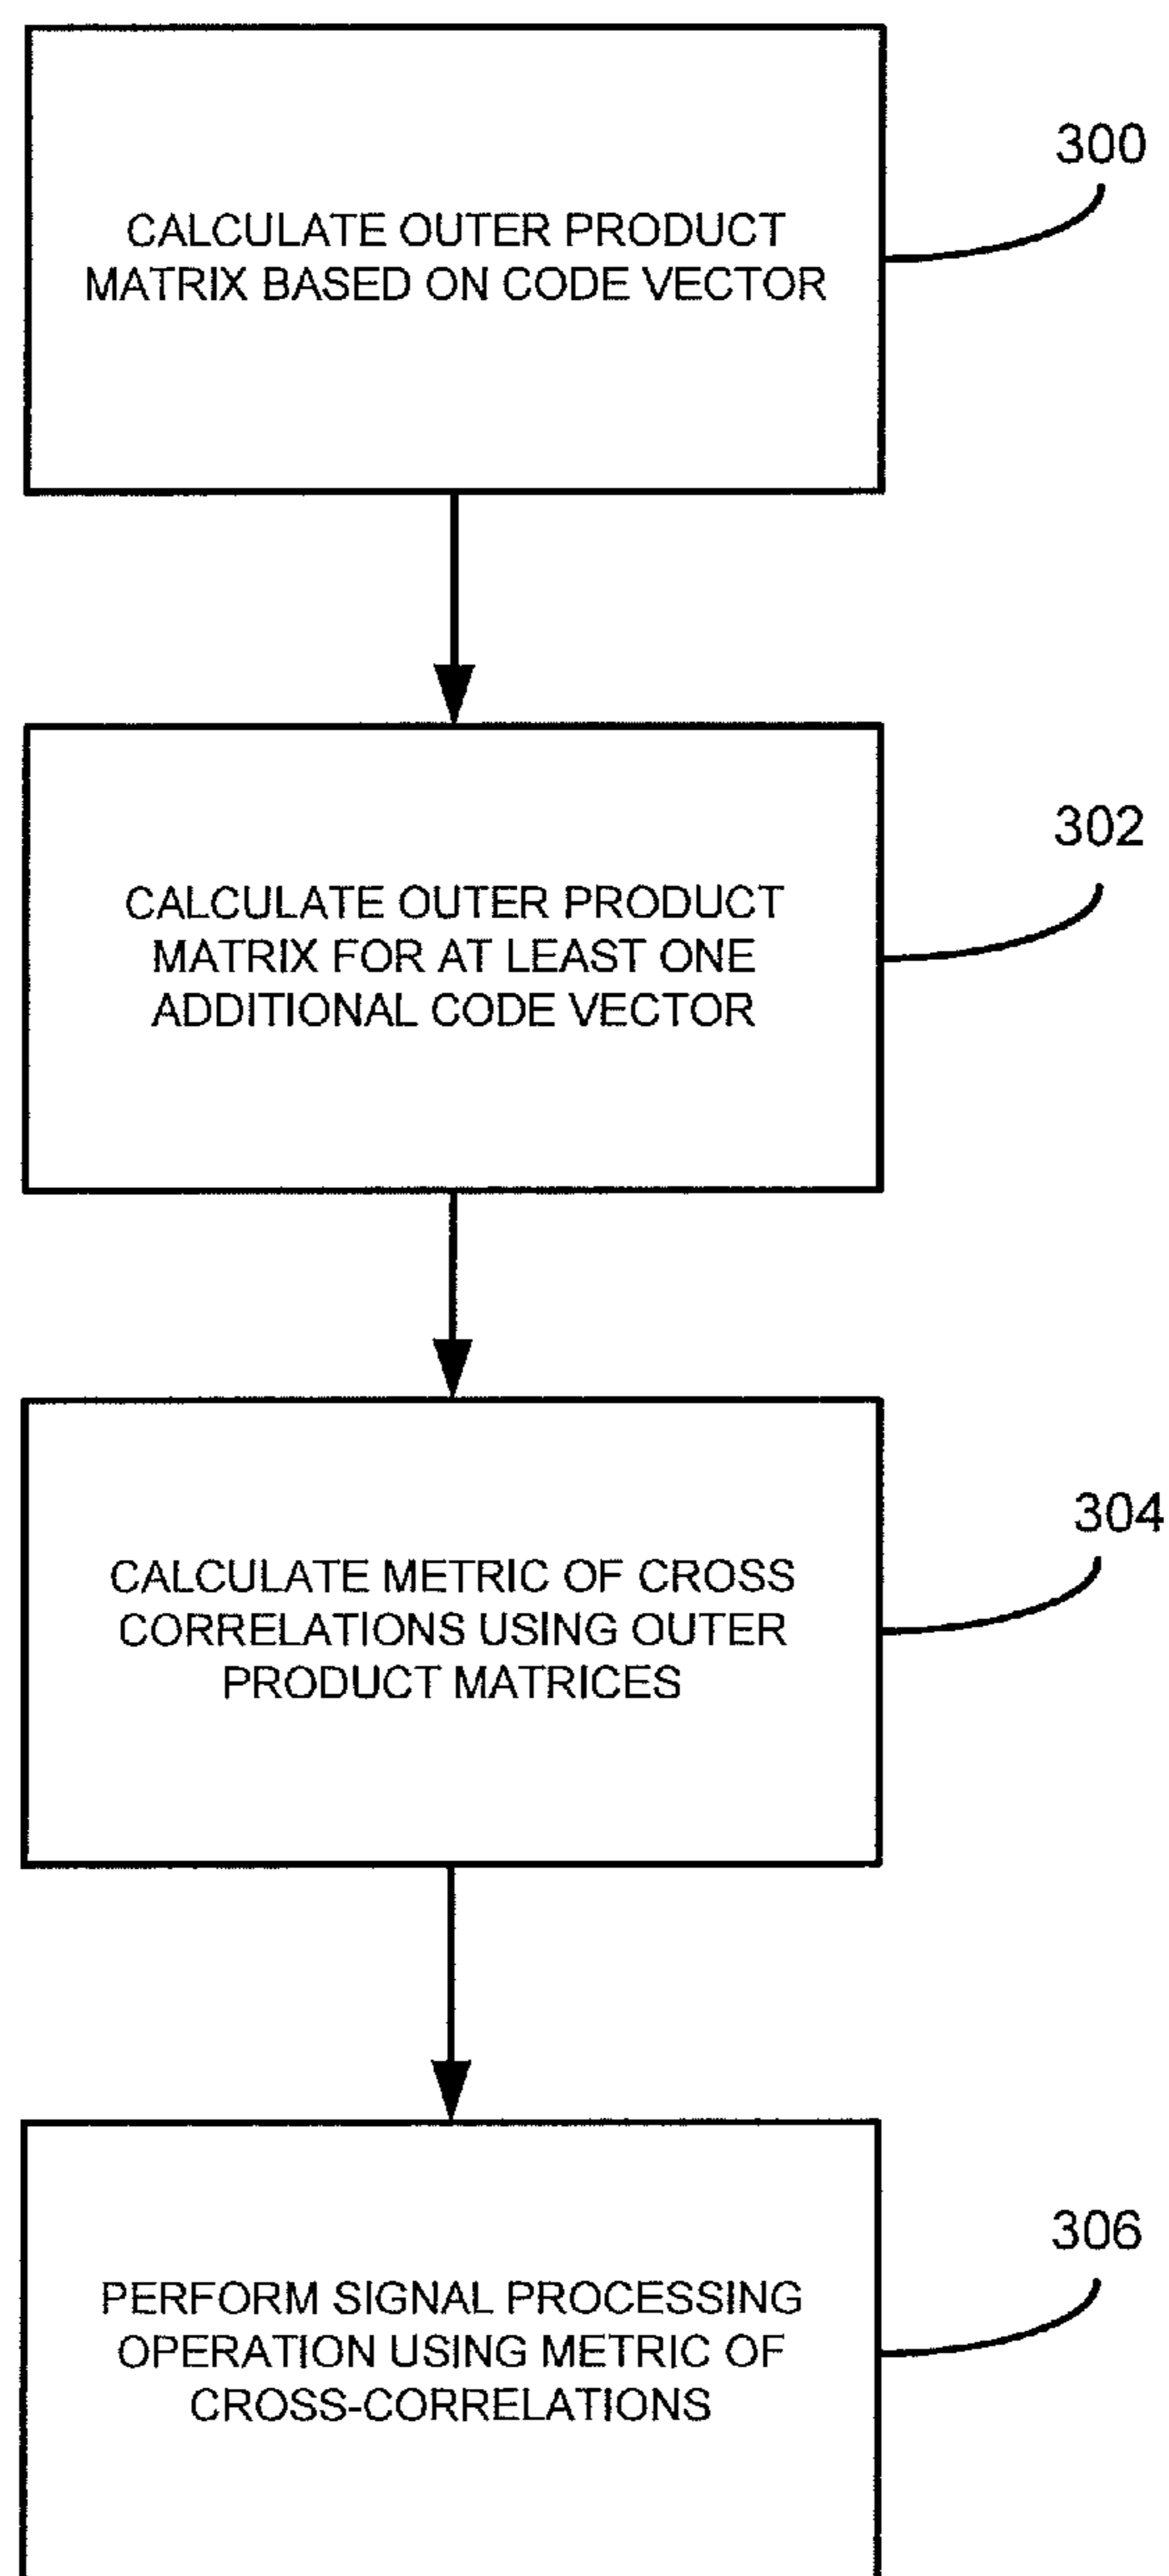 300
CALCULATE OUTER PRODUCT
MATRIX BASED ON CODE VECTOR
302
CALCULATE OUTER PRODUCT
MATRIX FOR AT LEAST ONE
ADDITIONAL CODE VECTOR
304
CALCULATE METRIC OF CROSS
CORRELATIONS USING OUTER
PRODUCT MATRICES
306
PERFORM SIGNAL PROCESSING
OPERATION USING METRIC OF
CROSS-CORRELATIONS